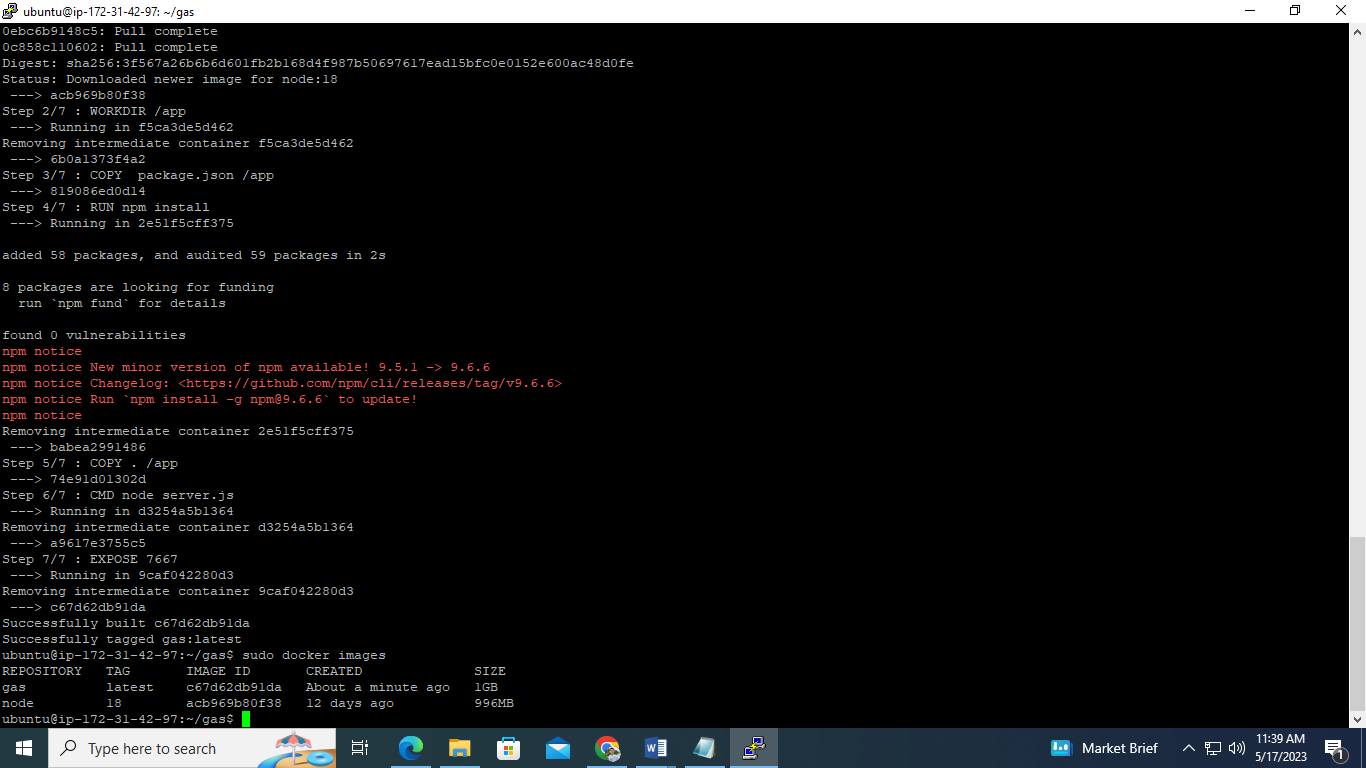 ubuntu@ip-172-31-42-97: ~/gas
0ebc6b9148c5: Pull complete
0c858c110602: Pull complete
Digest: sha256:3f567a26b6b6d601fb2b168d4f987b50697617ead15bfc0e0152e600ac48d0fe
Status: Downloaded newer image for node:18
 ---> acb969b80f38
Step 2/7 : WORKDIR /app
 ---> Running in f5ca3de5d462
Removing intermediate container f5ca3de5d462
 ---> 6b0a1373f4a2
Step 3/7 : COPY  package.json /app
 ---> 819086ed0d14
Step 4/7 : RUN npm install
 ---> Running in 2e51f5cff375
added 58 packages, and audited 59 packages in 2s
8 packages are looking for funding
  run `npm fund` for details
found 0 vulnerabilities
npm notice
npm notice New minor version of npm available! 9.5.1 -> 9.6.6
npm notice Changelog: <https://github.com/npm/cli/releases/tag/v9.6.6>
npm notice Run `npm install -g npm@9.6.6` to update!
npm notice
Removing intermediate container 2e51f5cff375
 ---> babea2991486
Step 5/7 : COPY . /app
 ---> 74e91d01302d
Step 6/7 : CMD node server.js
 ---> Running in d3254a5b1364
Removing intermediate container d3254a5b1364
 ---> a9617e3755c5
Step 7/7 : EXPOSE 7667
 ---> Running in 9caf042280d3
Removing intermediate container 9caf042280d3
 ---> c67d62db91da
Successfully built c67d62db91da
Successfully tagged gas:latest
ubuntu@ip-172-31-42-97:~/gas$ sudo docker images
REPOSITORY   TAG       IMAGE ID       CREATED              SIZE
gas          latest    c67d62db91da   About a minute ago   1GB
node         18        acb969b80f38   12 days ago          996MB
ubuntu@ip-172-31-42-97:~/gas$
Type here to search
Market Brief
11:39 AM
5/17/2023
1